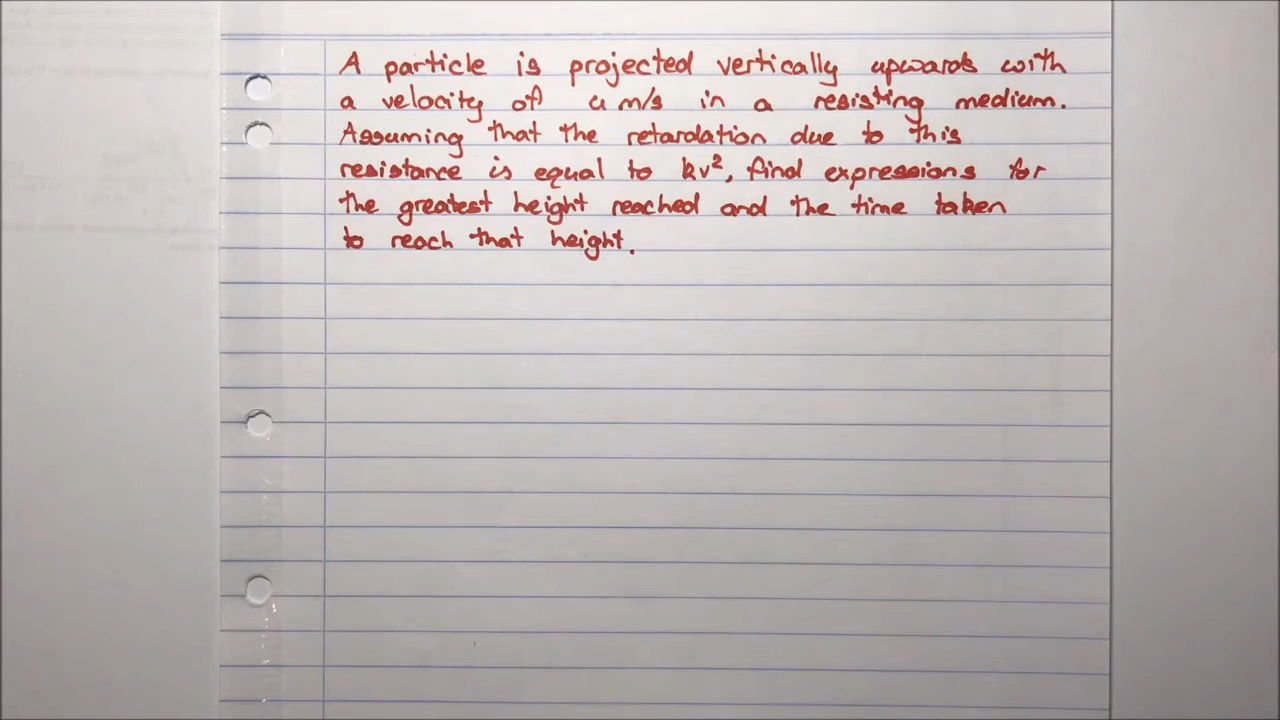 A particle is projected vertically upwards with
a velocity of u m/s in a resisting medium.
Assuming that the retardation due to this
resistance is equal to kv², find expressions for
the greatest height reached and the time taken
to reach that height.